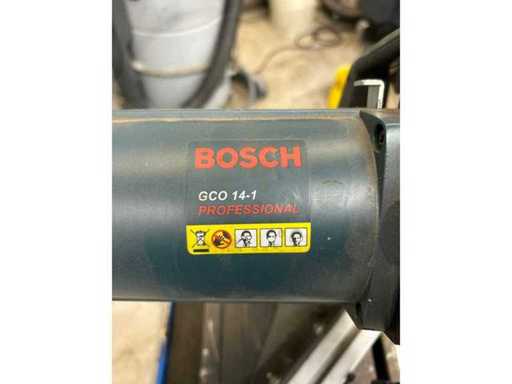 BOSCH
GCO 14-1
PROFESSIONAL